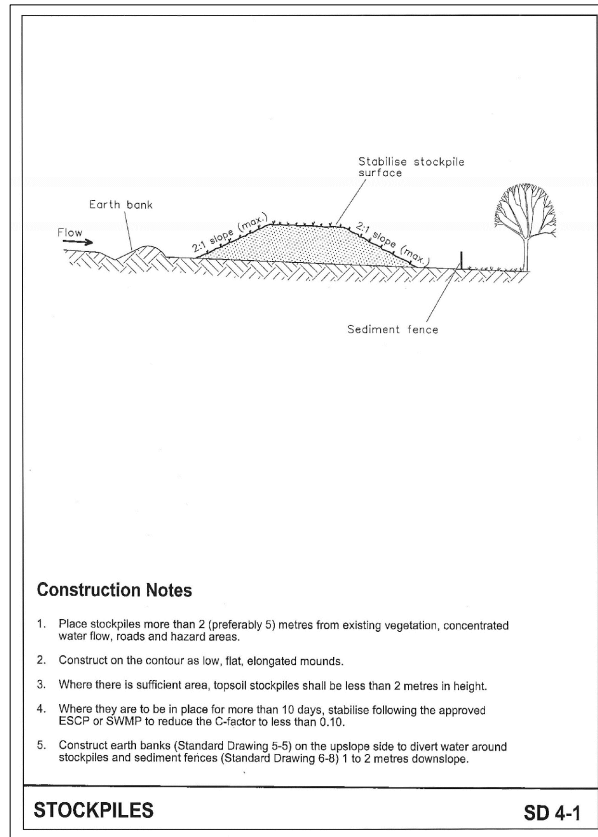 Stabilise stockpile
surface
Earth bank
Flow
2:1 slope (max.)
2:1 slope (max.)
Sediment fence
Construction Notes
1. Place stockpiles more than 2 (preferably 5) metres from existing vegetation, concentrated
water flow, roads and hazard areas.
2. Construct on the contour as low, flat, elongated mounds.
3. Where there is sufficient area, topsoil stockpiles shall be less than 2 metres in height.
4. Where they are to be in place for more than 10 days, stabilise following the approved
ESCP or SWMP to reduce the C-factor to less than 0.10.
5. Construct earth banks (Standard Drawing 5-5) on the upslope side to divert water around
stockpiles and sediment fences (Standard Drawing 6-8) 1 to 2 metres downslope.
STOCKPILES
SD 4-1